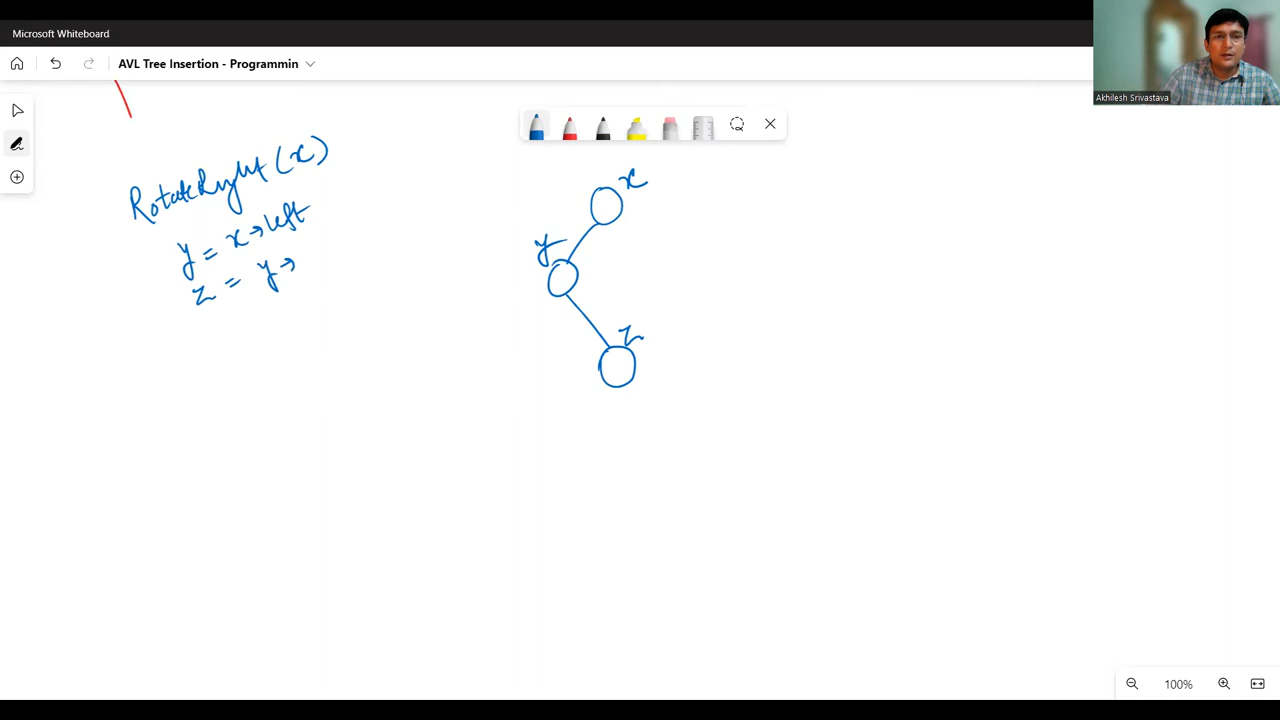 Microsoft Whiteboard
AVL Tree Insertion - Programmin
Akhilesh Srivastava
RotateRight (x)
y = x → left
z = y →
x
y
z
100%